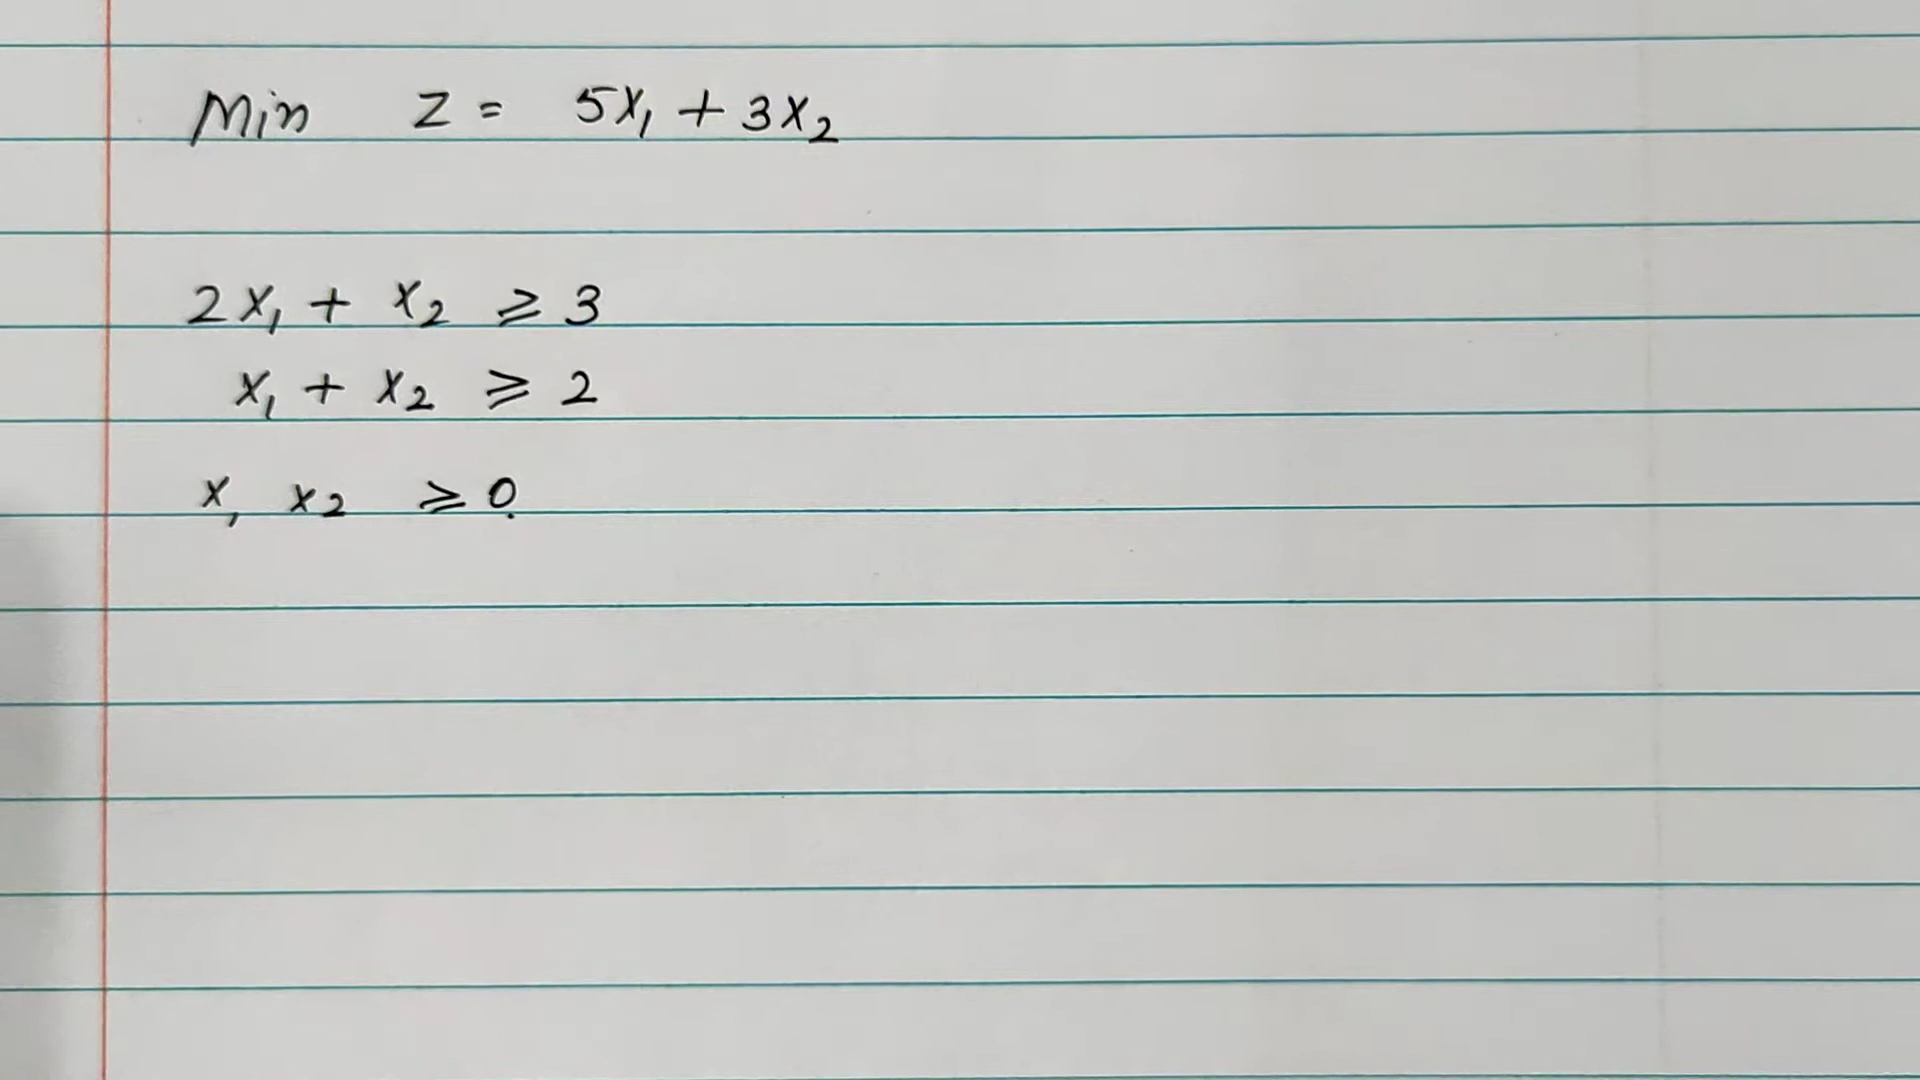 Min Z = 5x₁ + 3x₂
2x₁ + x₂ ≥ 3
x₁ + x₂ ≥ 2
x₁ x₂ ≥ 0.